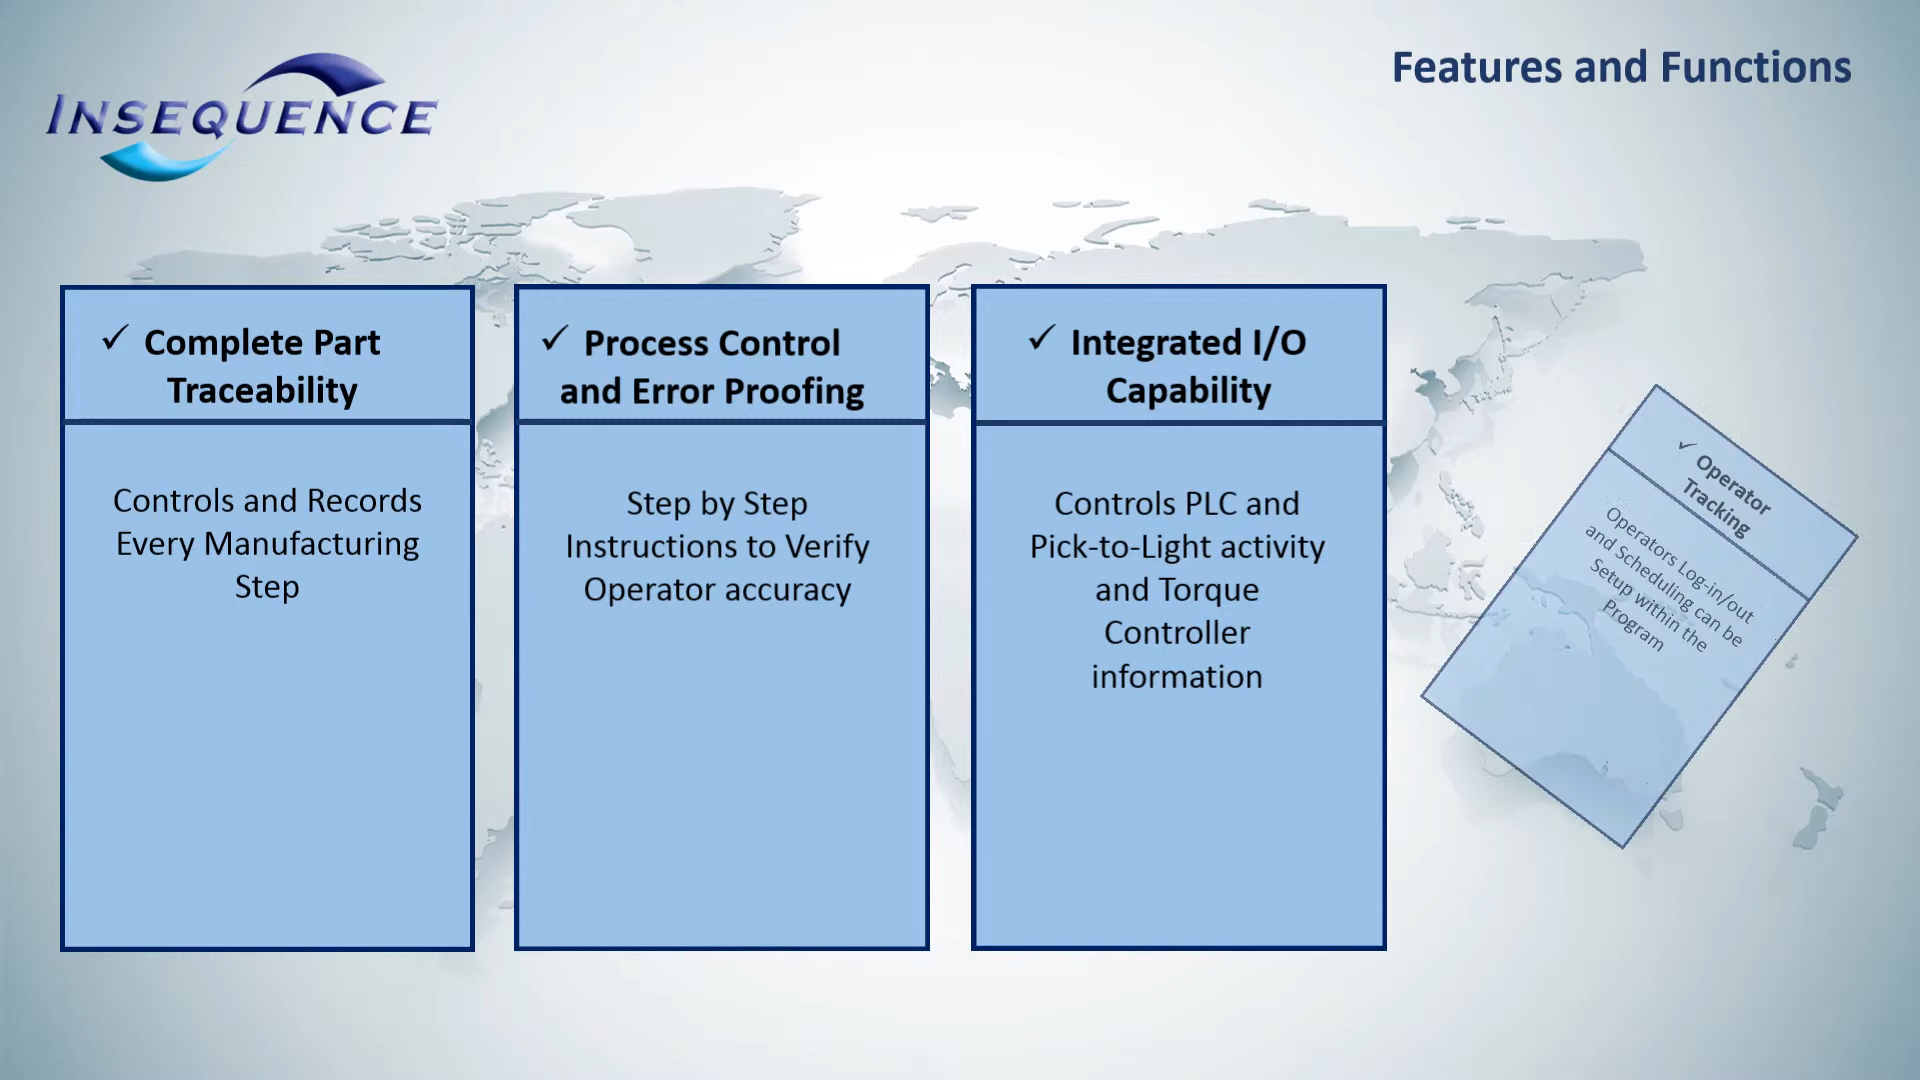 INSEQUENCE
Features and Functions
✓ Complete Part
Traceability
Controls and Records
Every Manufacturing
Step
✓ Process Control
and Error Proofing
Step by Step
Instructions to Verify
Operator accuracy
✓ Integrated I/O
Capability
Controls PLC and
Pick-to-Light activity
and Torque
Controller
information
✓ Operator
Tracking
Operators Log-in/out
and Scheduling can be
Setup within the
Program